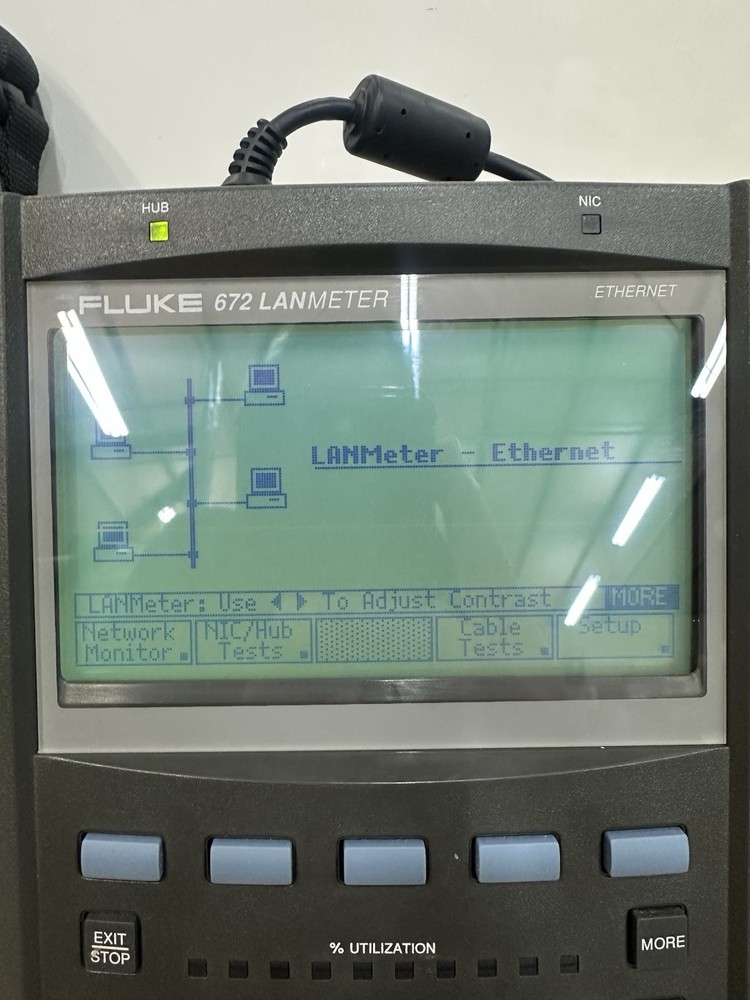 HUB
NIC
FLUKE 672 LANMETER
ETHERNET
LANMeter - Ethernet
LANMeter: Use ◀ ▶ To Adjust Contrast MORE
Network Monitor
NIC/Hub Tests
Cable Tests
Setup
EXIT
STOP
% UTILIZATION
MORE